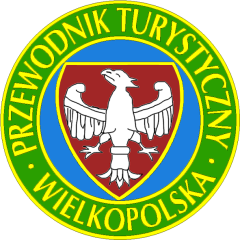 · PRZEWODNIK TURYSTYCZNY ·
WIELKOPOLSKA